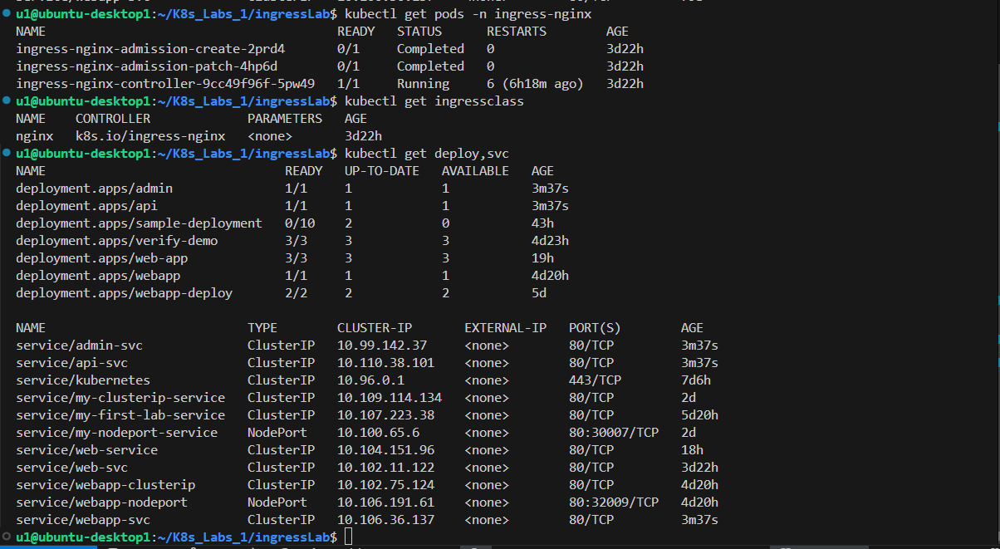 u1@ubuntu-desktop1:~/K8s_Labs_1/ingressLab$ kubectl get pods -n ingress-nginx
NAME READY STATUS RESTARTS AGE
ingress-nginx-admission-create-2prd4 0/1 Completed 0 3d22h
ingress-nginx-admission-patch-4hp6d 0/1 Completed 0 3d22h
ingress-nginx-controller-9cc49f96f-5pw49 1/1 Running 6 (6h18m ago) 3d22h
u1@ubuntu-desktop1:~/K8s_Labs_1/ingressLab$ kubectl get ingressclass
NAME CONTROLLER PARAMETERS AGE
nginx k8s.io/ingress-nginx <none> 3d22h
u1@ubuntu-desktop1:~/K8s_Labs_1/ingressLab$ kubectl get deploy,svc
NAME READY UP-TO-DATE AVAILABLE AGE
deployment.apps/admin 1/1 1 1 3m37s
deployment.apps/api 1/1 1 1 3m37s
deployment.apps/sample-deployment 0/10 2 0 43h
deployment.apps/verify-demo 3/3 3 3 4d23h
deployment.apps/web-app 3/3 3 3 19h
deployment.apps/webapp 1/1 1 1 4d20h
deployment.apps/webapp-deploy 2/2 2 2 5d
NAME TYPE CLUSTER-IP EXTERNAL-IP PORT(S) AGE
service/admin-svc ClusterIP 10.99.142.37 <none> 80/TCP 3m37s
service/api-svc ClusterIP 10.110.38.101 <none> 80/TCP 3m37s
service/kubernetes ClusterIP 10.96.0.1 <none> 443/TCP 7d6h
service/my-clusterip-service ClusterIP 10.109.114.134 <none> 80/TCP 2d
service/my-first-lab-service ClusterIP 10.107.223.38 <none> 80/TCP 5d20h
service/my-nodeport-service NodePort 10.100.65.6 <none> 80:30007/TCP 2d
service/web-service ClusterIP 10.104.151.96 <none> 80/TCP 18h
service/web-svc ClusterIP 10.102.11.122 <none> 80/TCP 3d22h
service/webapp-clusterip ClusterIP 10.102.75.124 <none> 80/TCP 4d20h
service/webapp-nodeport NodePort 10.106.191.61 <none> 80:32009/TCP 4d20h
service/webapp-svc ClusterIP 10.106.36.137 <none> 80/TCP 3m37s
u1@ubuntu-desktop1:~/K8s_Labs_1/ingressLab$